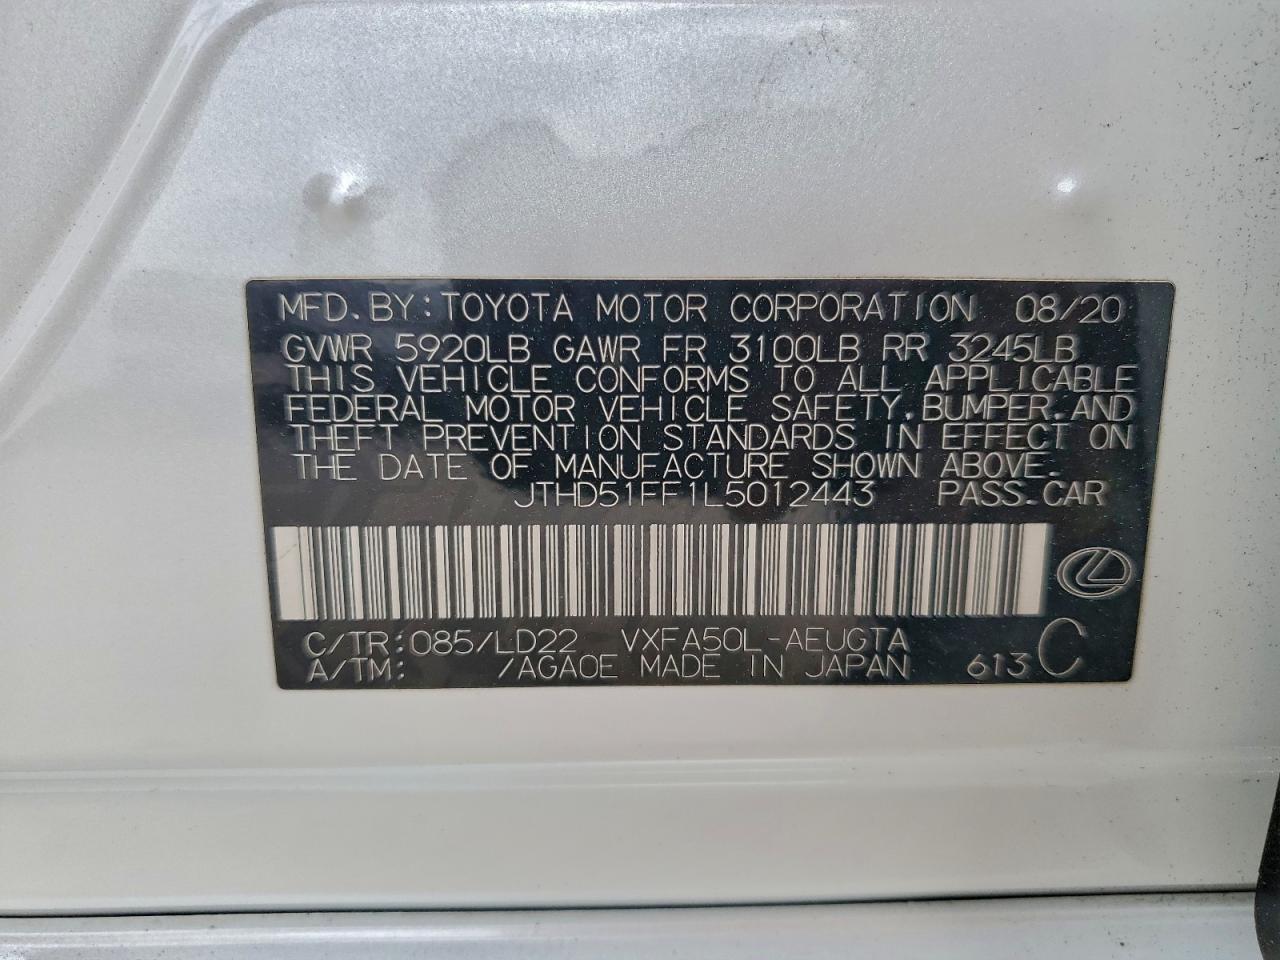 MFD. BY: TOYOTA MOTOR CORPORATION 08/20
GVWR 5920LB GAWR FR 3100LB RR 3245LB
THIS VEHICLE CONFORMS TO ALL APPLICABLE
FEDERAL MOTOR VEHICLE SAFETY, BUMPER, AND
THEFT PREVENTION STANDARDS IN EFFECT ON
THE DATE OF MANUFACTURE SHOWN ABOVE.
JTHD51FF1L5012443 PASS. CAR
C/TR: 085/LD22 VXFA50L-AEUGTA
A/TM: /AGA0E MADE IN JAPAN 613 C